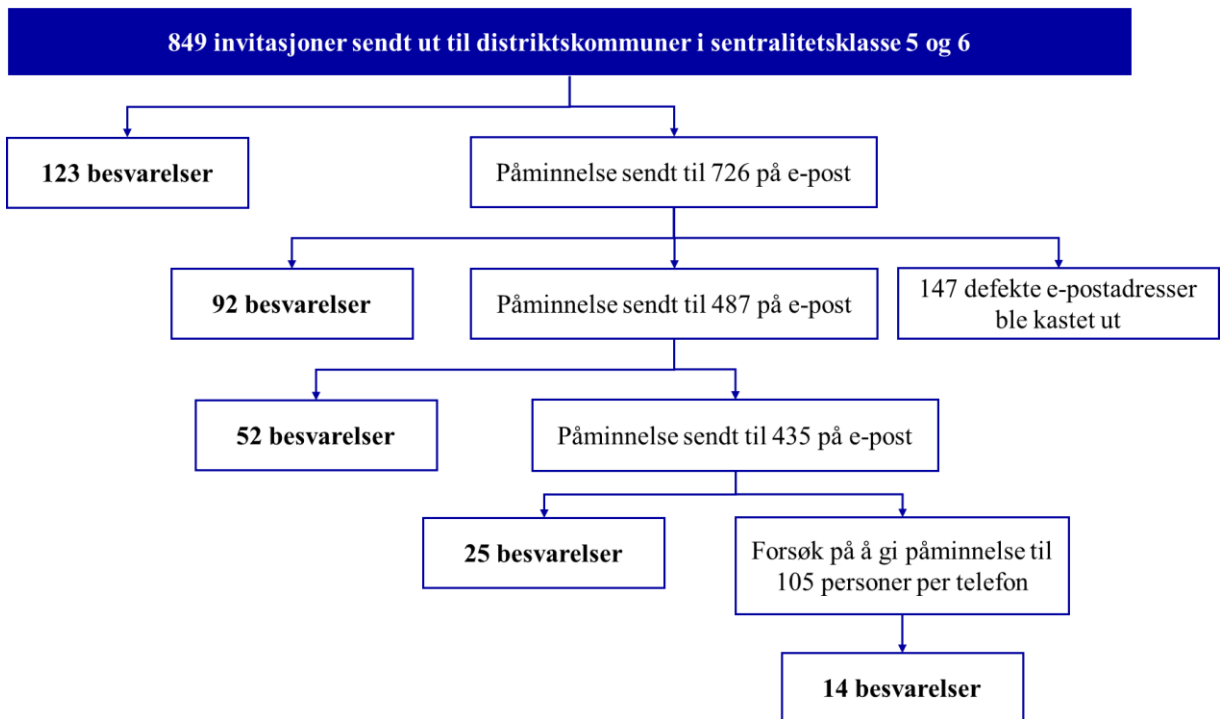 849 invitasjoner sendt ut til distriktskommuner i sentralitetsklasse 5 og 6
123 besvarelser
Påminnelse sendt til 726 på e-post
92 besvarelser
Påminnelse sendt til 487 på e-post
147 defekte e-postadresser
ble kastet ut
52 besvarelser
Påminnelse sendt til 435 på e-post
25 besvarelser
Forsøk på å gi påminnelse til
105 personer per telefon
14 besvarelser